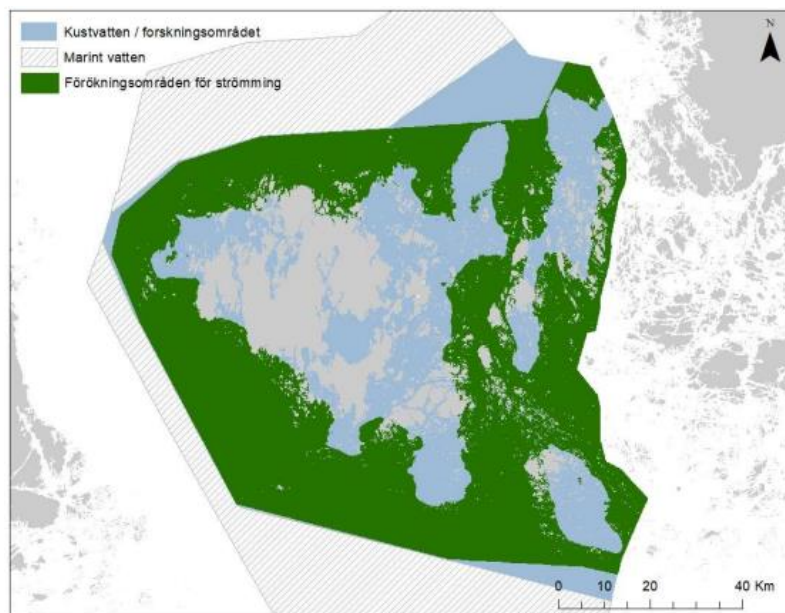 Kustvatten / forskningsområdet
Marint vatten
Förökningsområden för strömming
N
0 10 20 40 Km